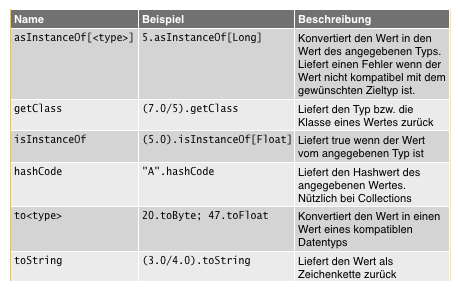 Name Beispiel Beschreibung
asInstanceOf[<type>] 5.asInstanceOf[Long] Konvertiert den Wert in den
Wert des angegebenen Typs.
Liefert einen Fehler wenn der
Wert nicht kompatibel mit dem
gewünschten Zieltyp ist.
getClass (7.0/5).getClass Liefert den Typ bzw. die
Klasse eines Wertes zurück
isInstanceOf (5.0).isInstanceOf[Float] Liefert true wenn der Wert
vom angegebenen Typ ist
hashCode "A".hashCode Liefert den Hashwert des
angegebenen Wertes.
Nützlich bei Collections
to<type> 20.toByte; 47.toFloat Konvertiert den Wert in einen
Wert eines kompatiblen
Datentyps
toString (3.0/4.0).toString Liefert den Wert als
Zeichenkette zurück